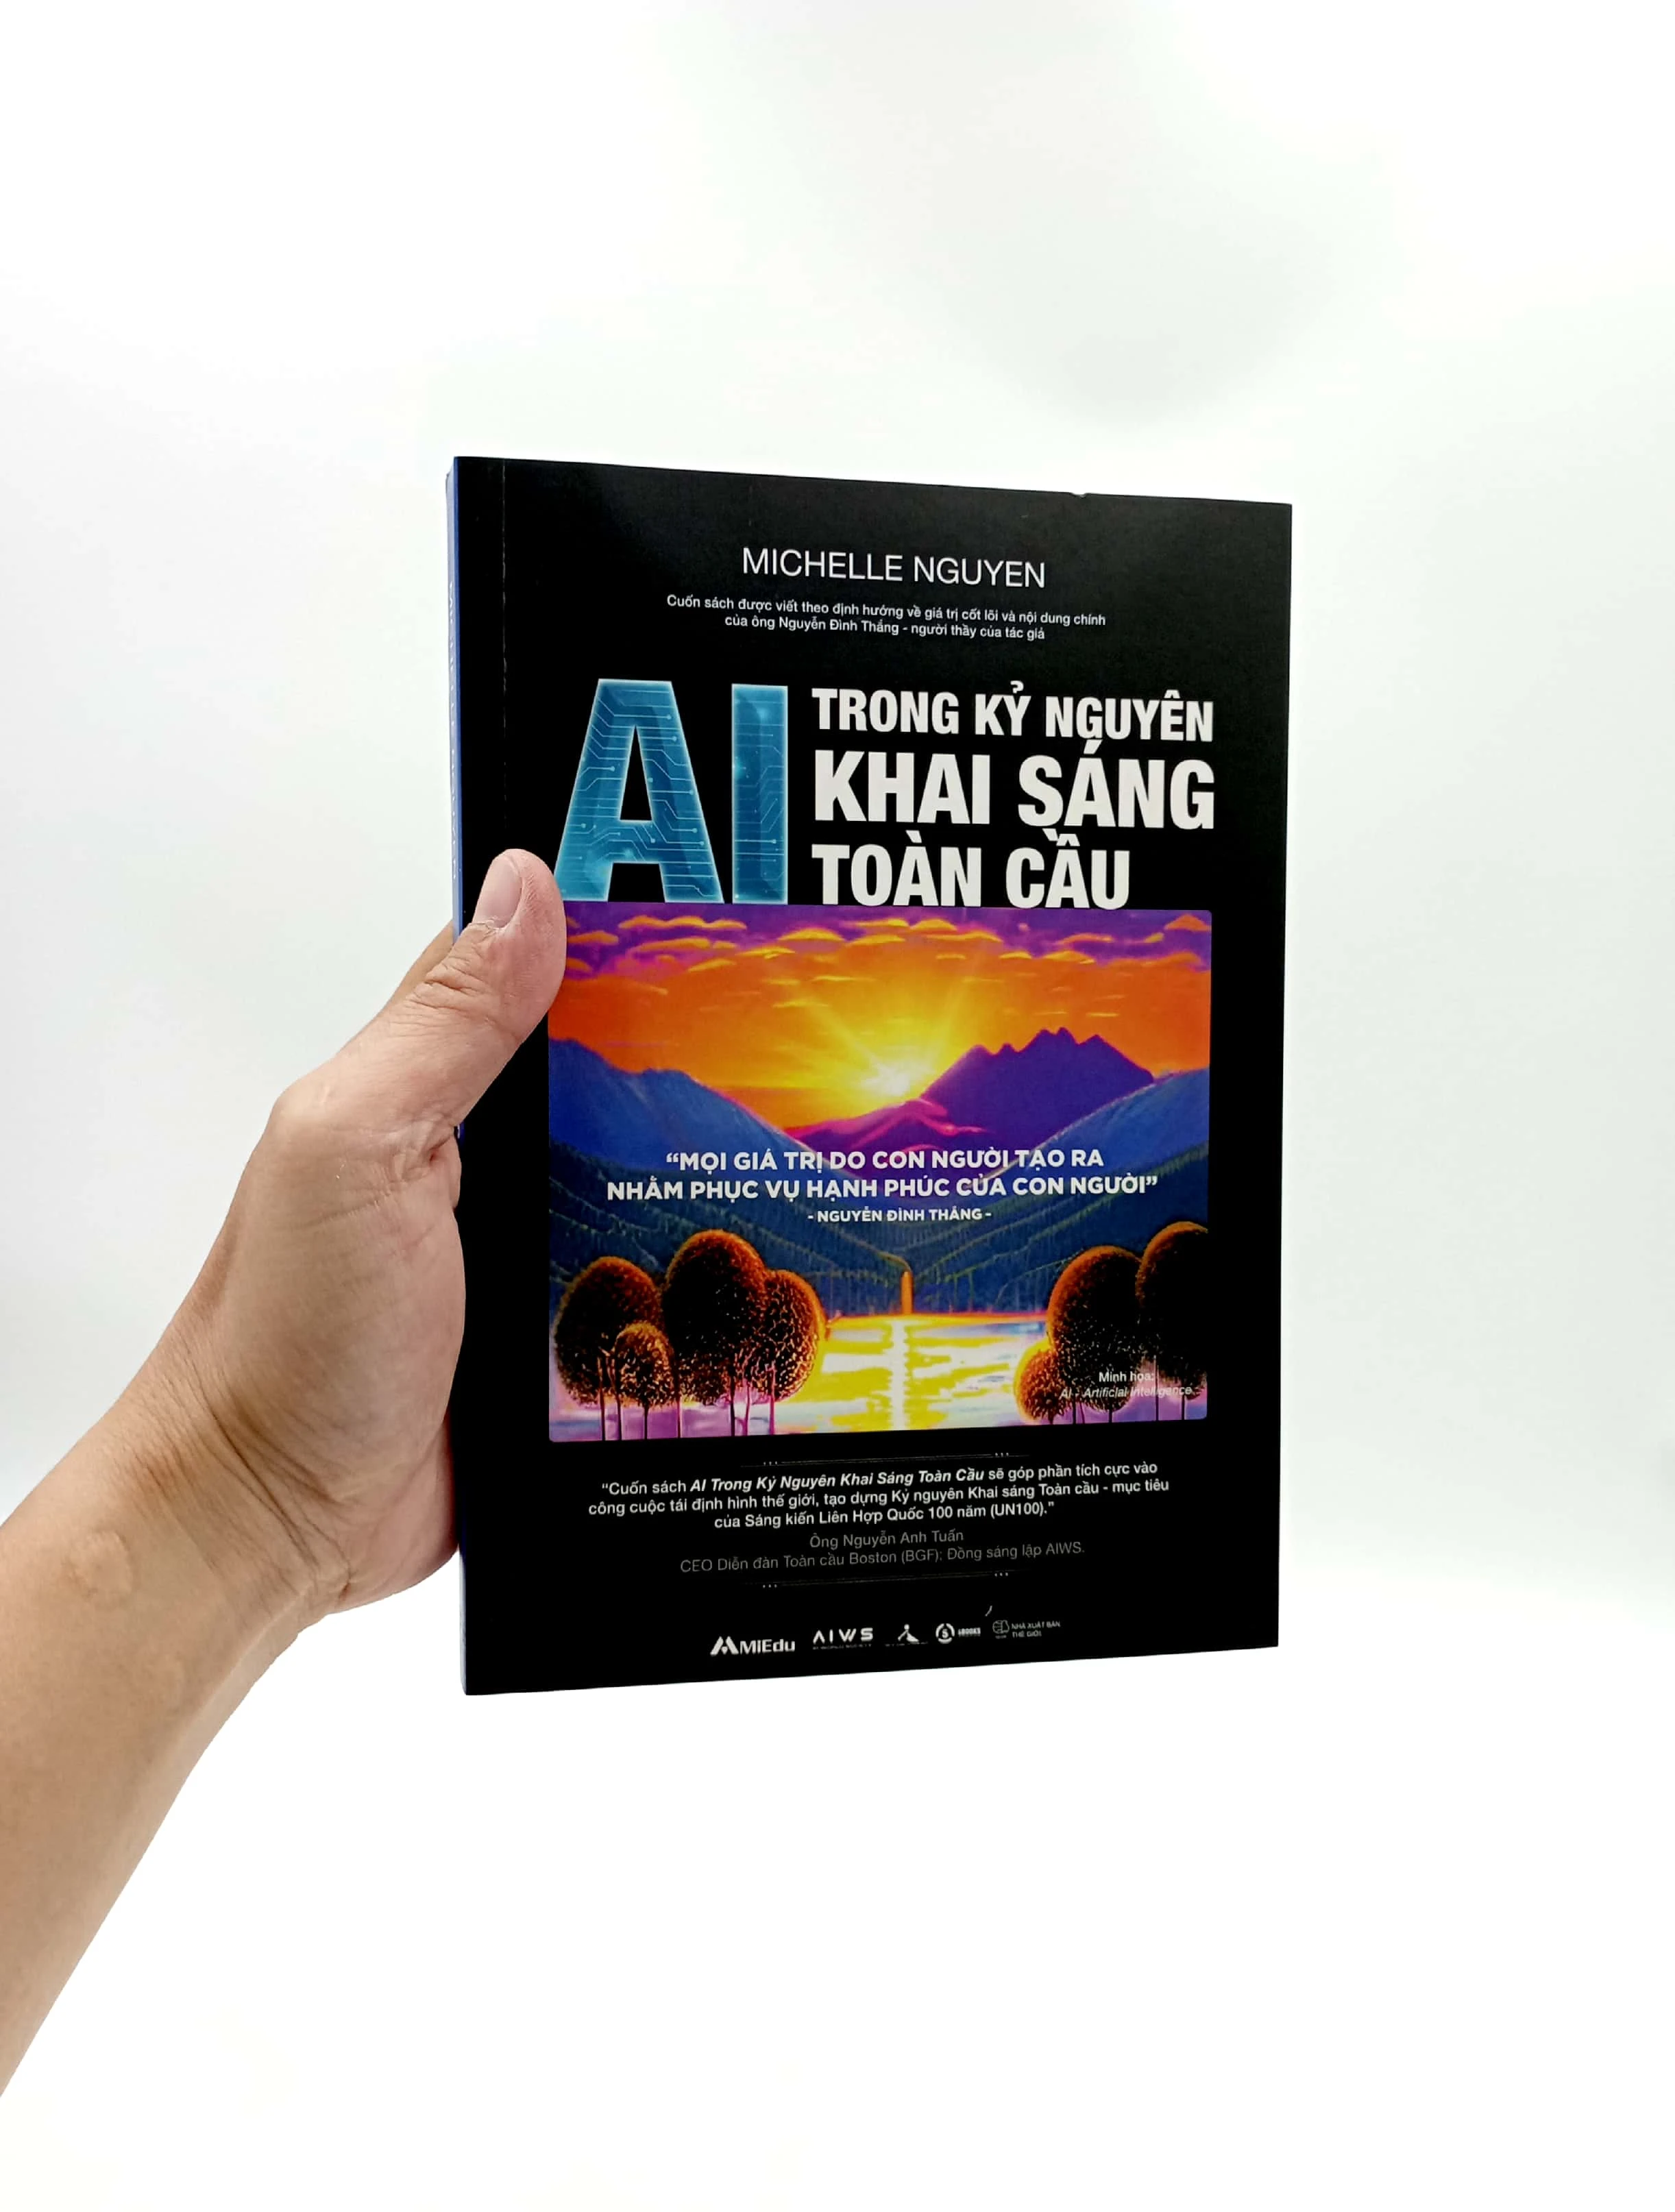 MICHELLE NGUYEN
Cuốn sách được viết theo định hướng về giá trị cốt lõi và nội dung chính
của ông Nguyễn Đình Thắng - người thầy của tác giả
AI TRONG KỶ NGUYÊN
KHAI SÁNG
TOÀN CẦU
“MỌI GIÁ TRỊ DO CON NGƯỜI TẠO RA
NHẰM PHỤC VỤ HẠNH PHÚC CỦA CON NGƯỜI”
- NGUYỄN ĐÌNH THẮNG -
Minh họa:
AI - Artificial Intelligence
“Cuốn sách AI Trong Kỷ Nguyên Khai Sáng Toàn Cầu sẽ góp phần tích cực vào
công cuộc tái định hình thế giới, tạo dựng Kỷ nguyên Khai sáng Toàn cầu - mục tiêu
của Sáng kiến Liên Hợp Quốc 100 năm (UN100)."
Ông Nguyễn Anh Tuấn
CEO Diễn đàn Toàn cầu Boston (BGF); Đồng sáng lập AIWS.
MIEdu AIWS NHÀ XUẤT BẢN
THẾ GIỚI